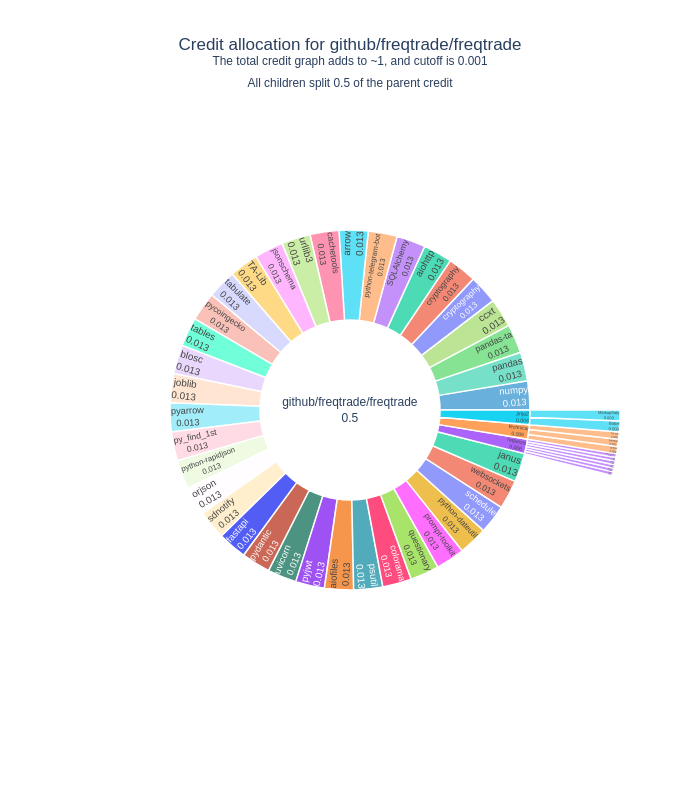 Credit allocation for github/freqtrade/freqtrade
The total credit graph adds to ~1, and cutoff is 0.001
All children split 0.5 of the parent credit
github/freqtrade/freqtrade
0.5
arrow
0.013
python-telegram-bot
0.013
SQLAlchemy
0.013
aiohttp
0.013
cryptography
0.013
cryptography
0.013
ccxt
0.013
pandas-ta
0.013
pandas
0.013
numpy
0.013
janus
0.013
websockets
0.013
schedule
0.013
python-dateutil
0.013
prompt-toolkit
0.013
questionary
0.013
colorama
0.013
psutil
0.013
aiofiles
0.013
pyjwt
0.013
uvicorn
0.013
pydantic
0.013
fastapi
0.013
sdnotify
0.013
orjson
0.013
python-rapidjson
0.013
py_find_1st
0.013
pyarrow
0.013
joblib
0.013
blosc
0.013
tables
0.013
pycoingecko
0.013
tabulate
0.013
TA-Lib
0.013
jsonschema
0.013
urllib3
0.013
cachetools
0.013